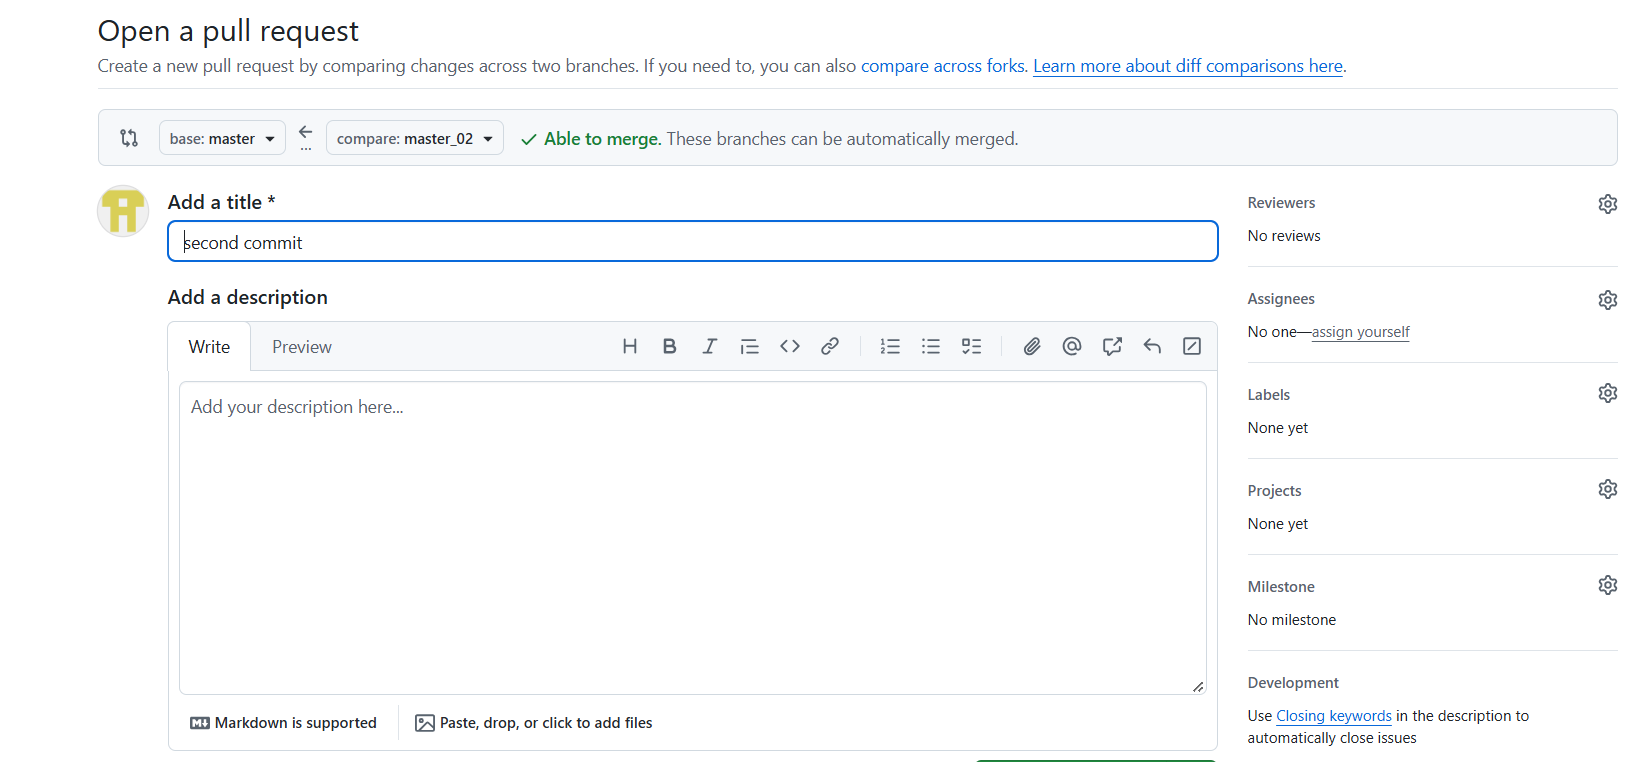 Open a pull request
Create a new pull request by comparing changes across two branches. If you need to, you can also compare across forks. Learn more about diff comparisons here.
base: master
compare: master_02
Able to merge. These branches can be automatically merged.
Add a title *
second commit
Add a description
Write
Preview
Add your description here...
Markdown is supported
Paste, drop, or click to add files
Reviewers
No reviews
Assignees
No one—assign yourself
Labels
None yet
Projects
None yet
Milestone
No milestone
Development
Use Closing keywords in the description to
automatically close issues